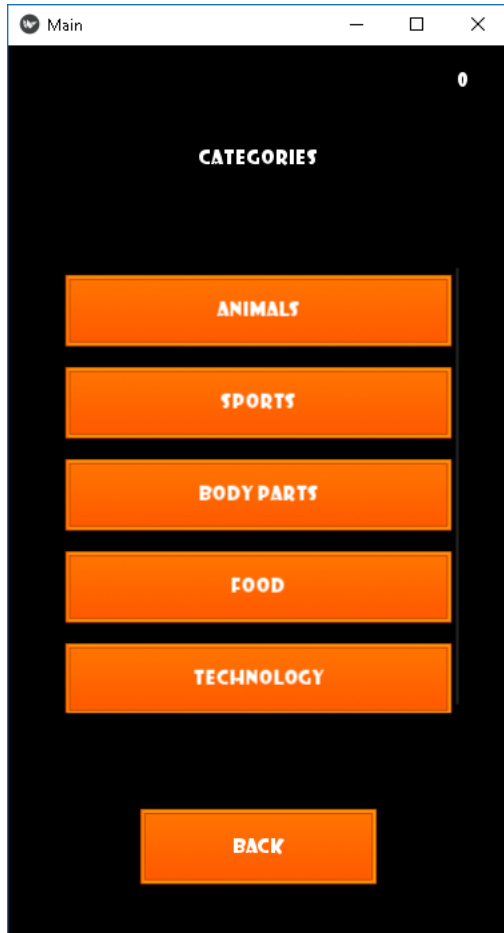 Main
0
CATEGORIES
ANIMALS
SPORTS
BODY PARTS
FOOD
TECHNOLOGY
BACK